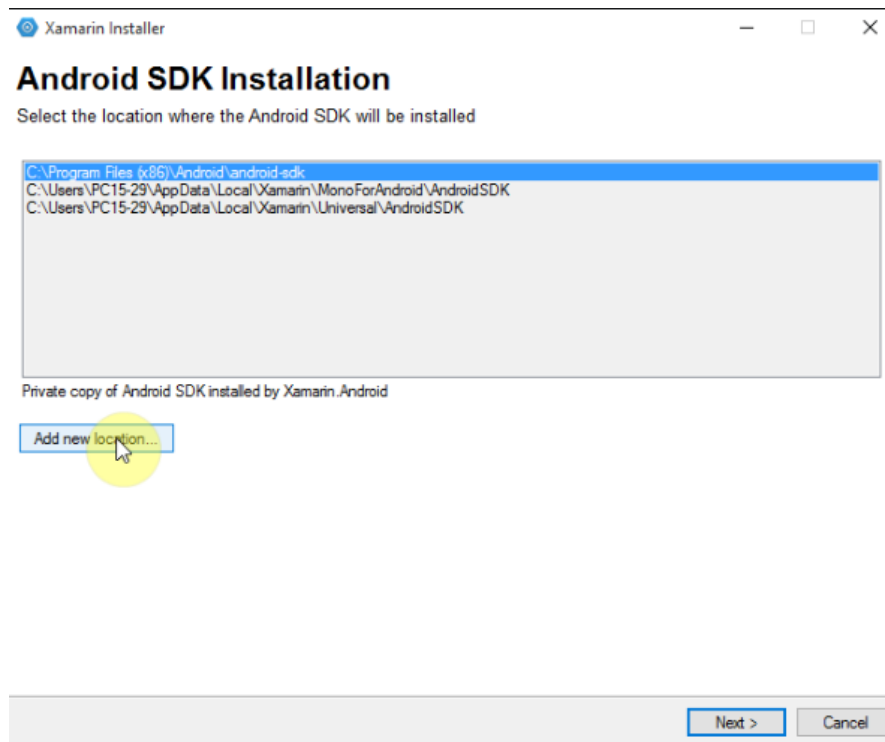 Xamarin Installer
Android SDK Installation
Select the location where the Android SDK will be installed
C:\Program Files (x86)\Android\android-sdk
C:\Users\PC15-29\AppData\Local\Xamarin\MonoForAndroid\AndroidSDK
C:\Users\PC15-29\AppData\Local\Xamarin\Universal\AndroidSDK
Private copy of Android SDK installed by Xamarin.Android
Add new location...
Next >
Cancel